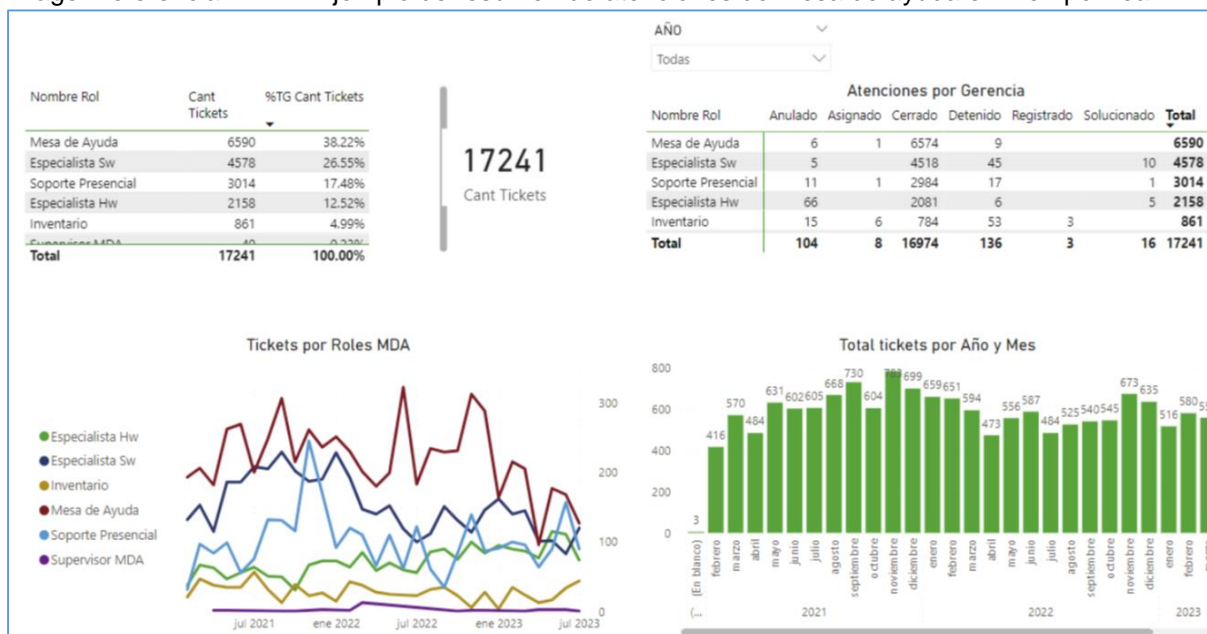 AÑO
Todas
Nombre Rol Cant Tickets %TG Cant Tickets
Mesa de Ayuda 6590 38.22%
Especialista Sw 4578 26.55%
Soporte Presencial 3014 17.48%
Especialista Hw 2158 12.52%
Inventario 861 4.99%
Total 17241 100.00%
17241
Cant Tickets
Atenciones por Gerencia
Nombre Rol Anulado Asignado Cerrado Detenido Registrado Solucionado Total
Mesa de Ayuda 6 1 6574 9 6590
Especialista Sw 5 4518 45 10 4578
Soporte Presencial 11 1 2984 17 1 3014
Especialista Hw 66 2081 6 5 2158
Inventario 15 6 784 53 3 861
Total 104 8 16974 136 3 16 17241
Tickets por Roles MDA
Especialista Hw
Especialista Sw
Inventario
Mesa de Ayuda
Soporte Presencial
Supervisor MDA
300
200
100
0
jul 2021 ene 2022 jul 2022 ene 2023 jul 2023
Total tickets por Año y Mes
800
600
400
200
0
3 416 570 484 631 602 605 668 730 604 783 699 659 651 594 473 556 587 484 525 540 545 673 635 516 580
(En blanco) febrero marzo abril mayo junio julio agosto septiembre octubre noviembre diciembre enero febrero marzo abril mayo junio julio agosto septiembre octubre noviembre diciembre enero febrero
(... 2021 2022 2023